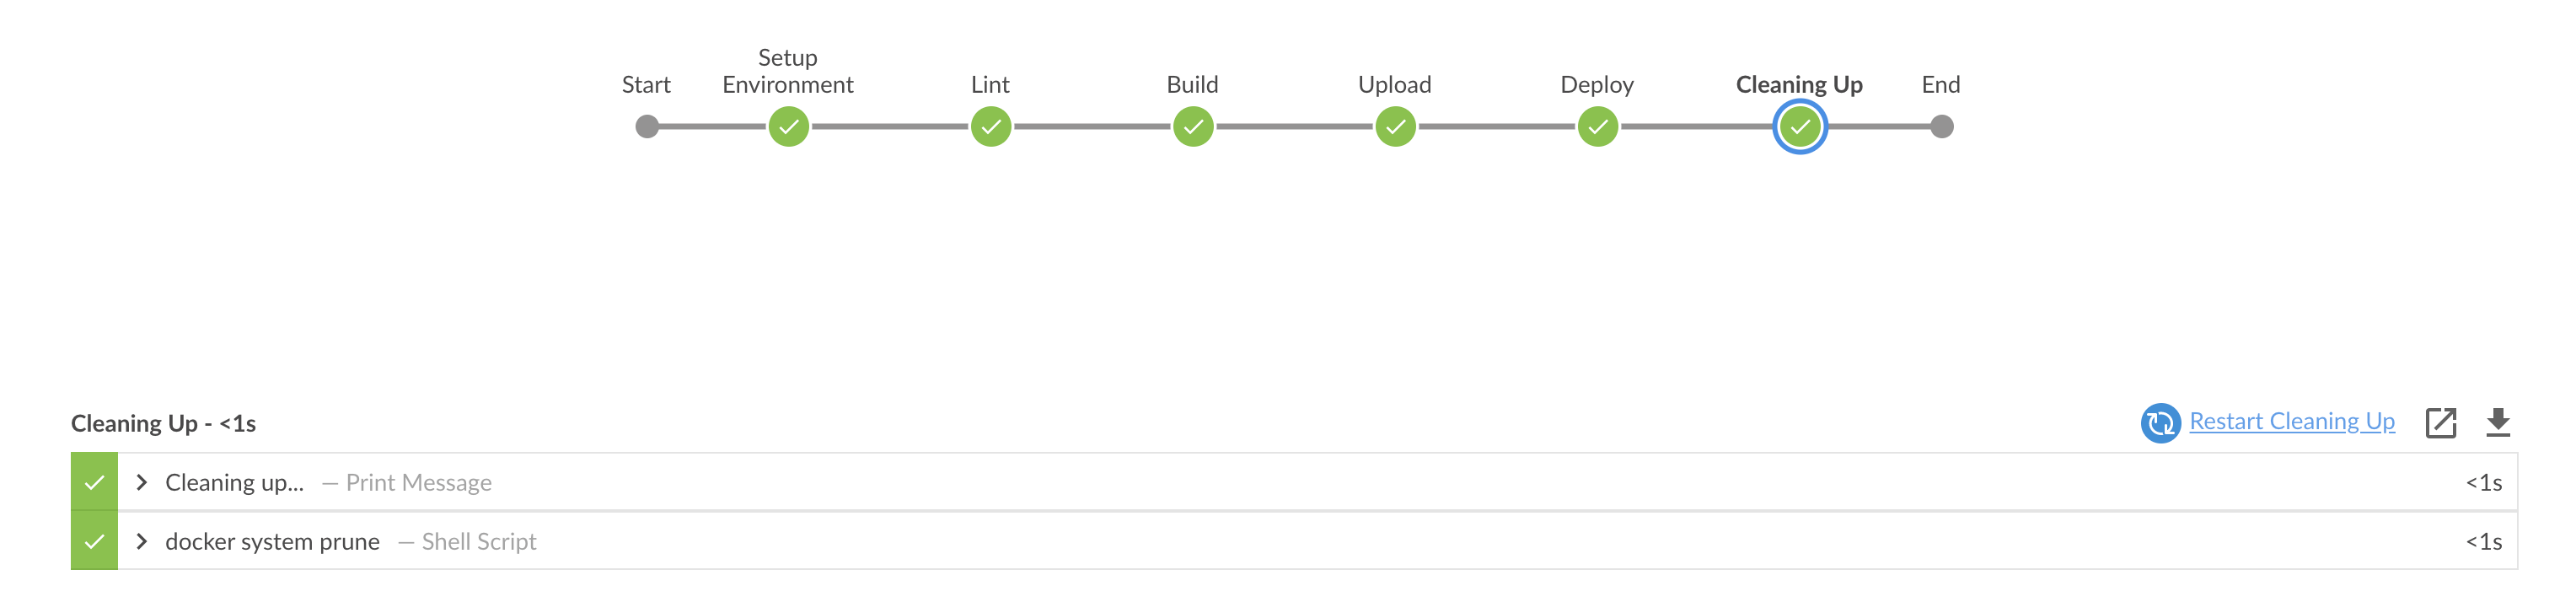 Start
Setup
Environment
Lint
Build
Upload
Deploy
Cleaning Up
End
Cleaning Up - <1s
Restart Cleaning Up
Cleaning up... — Print Message <1s
docker system prune — Shell Script <1s